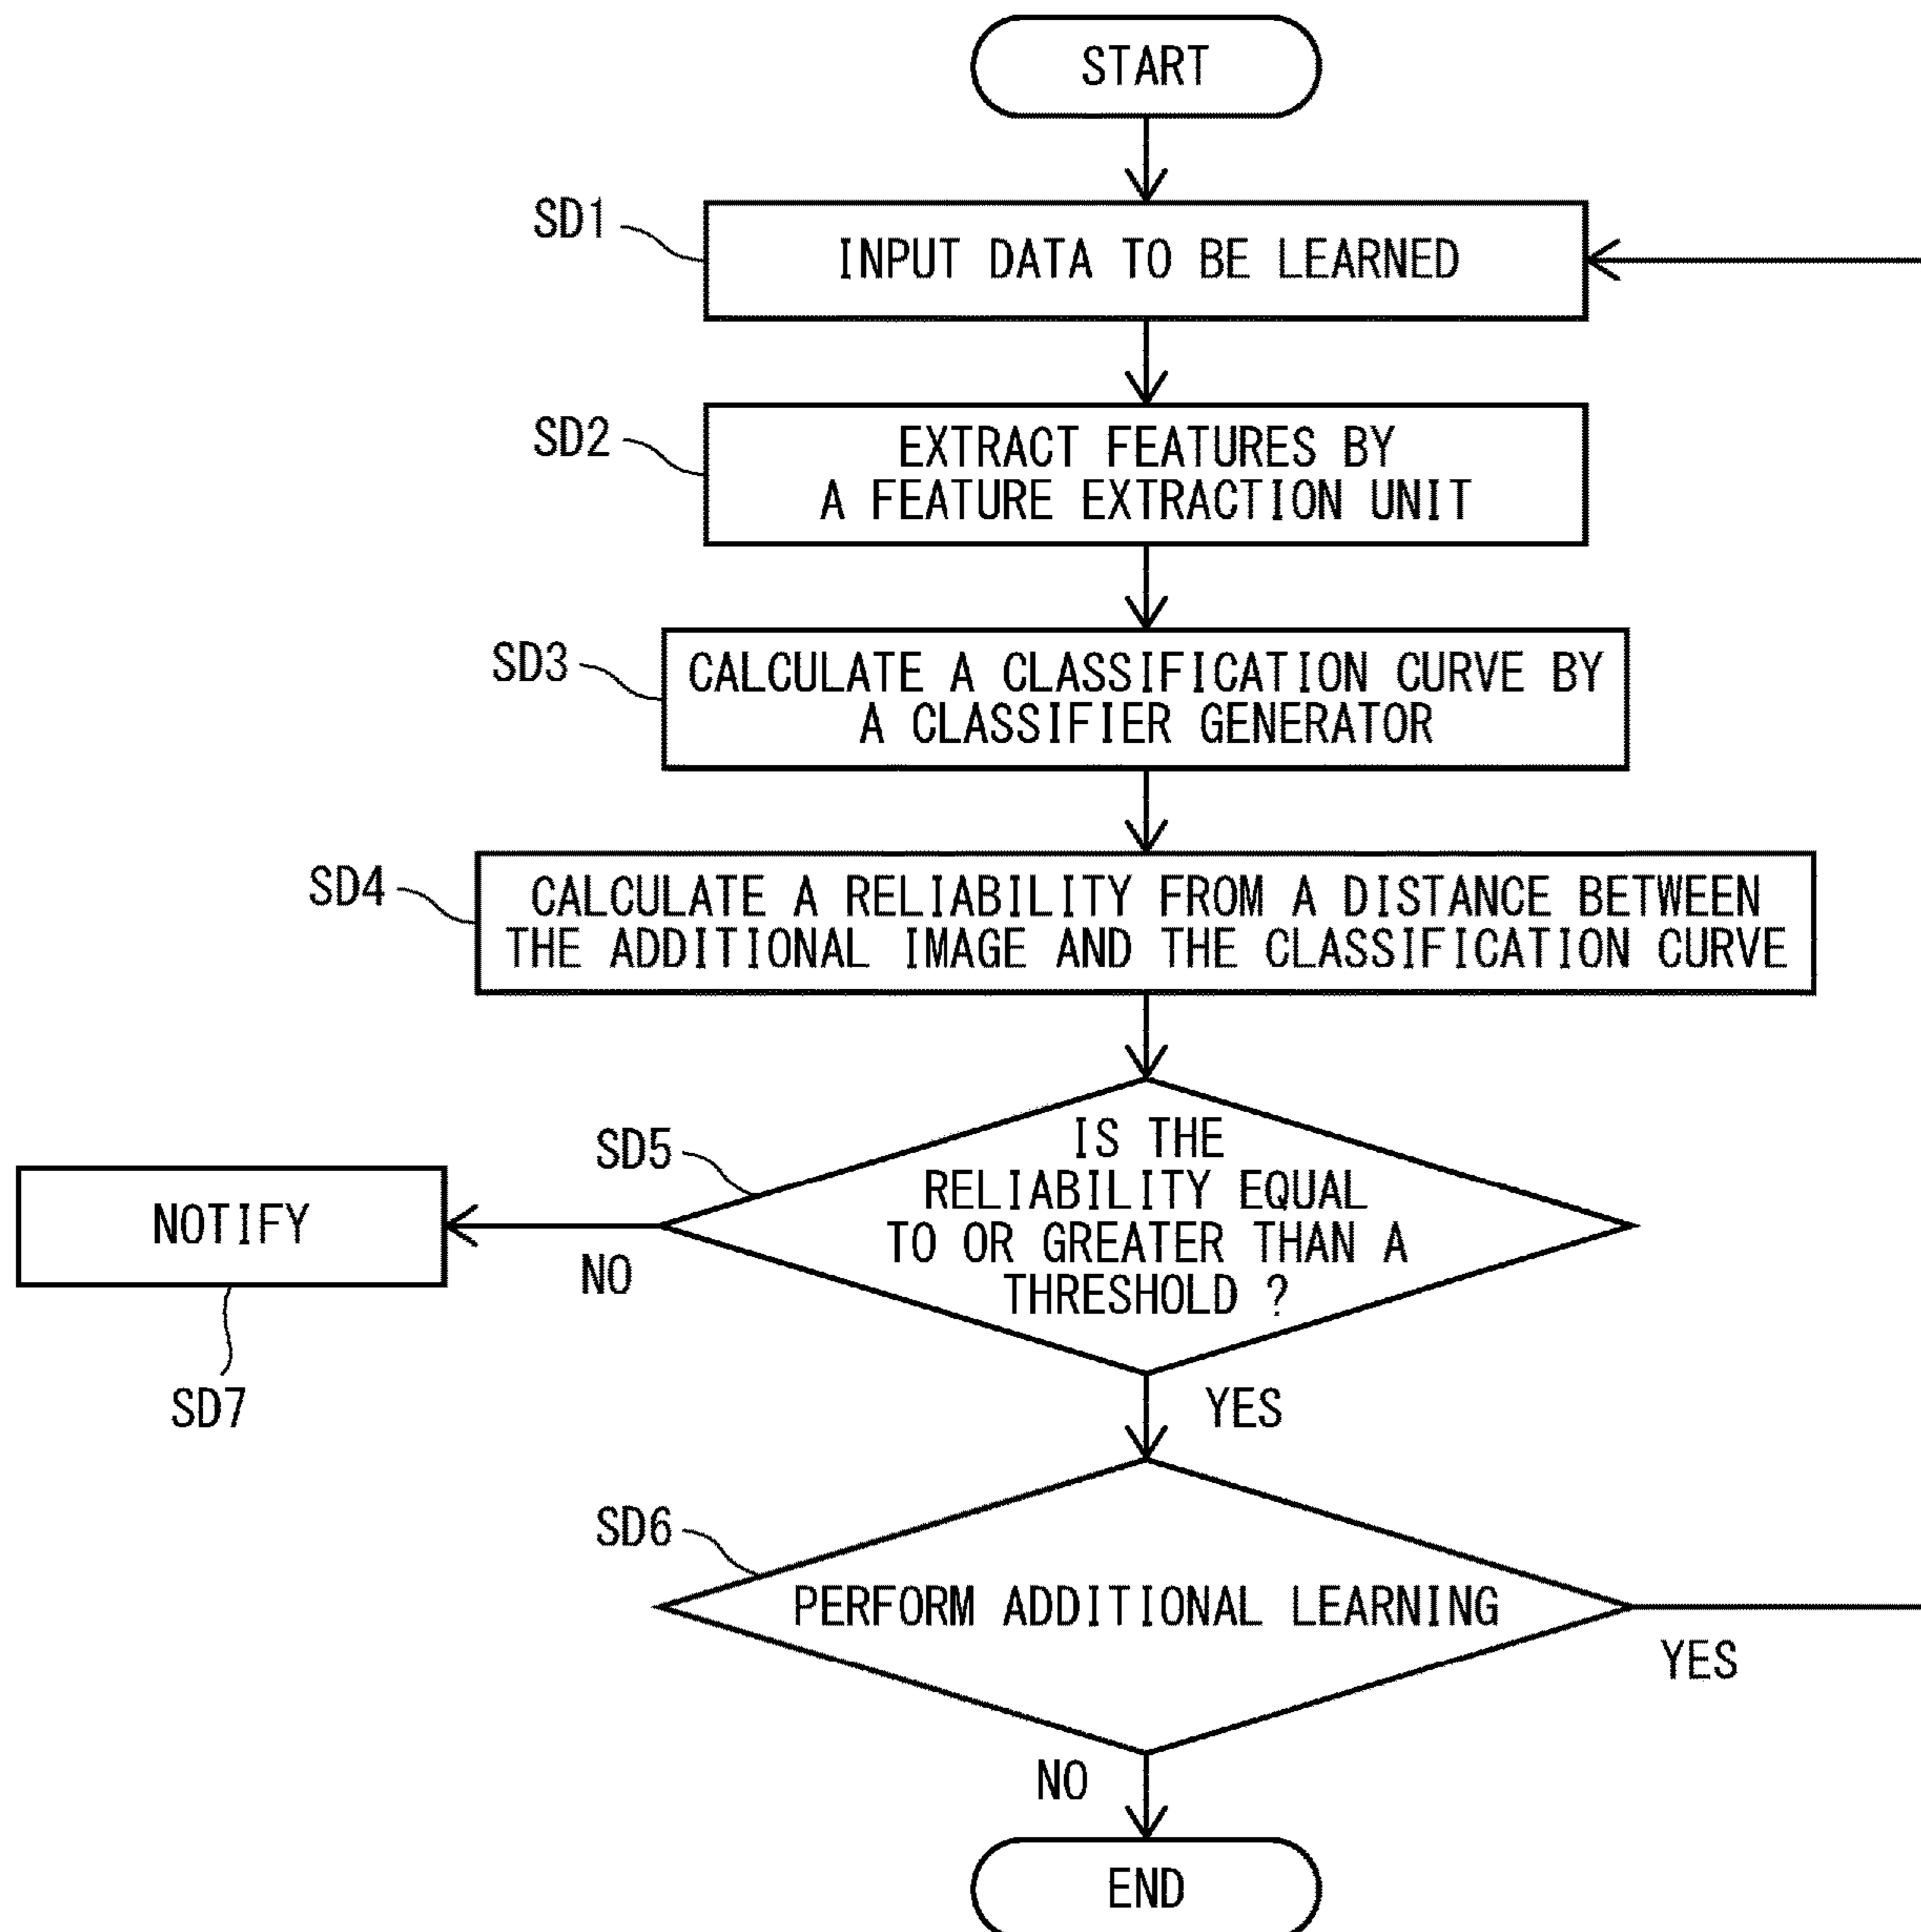 START
SD1
INPUT DATA TO BE LEARNED
SD2
EXTRACT FEATURES BY
A FEATURE EXTRACTION UNIT
SD3
CALCULATE A CLASSIFICATION CURVE BY
A CLASSIFIER GENERATOR
SD4
CALCULATE A RELIABILITY FROM A DISTANCE BETWEEN
THE ADDITIONAL IMAGE AND THE CLASSIFICATION CURVE
SD5
IS THE
RELIABILITY EQUAL
TO OR GREATER THAN A
THRESHOLD ?
NO
NOTIFY
SD7
YES
SD6
PERFORM ADDITIONAL LEARNING
YES
NO
END